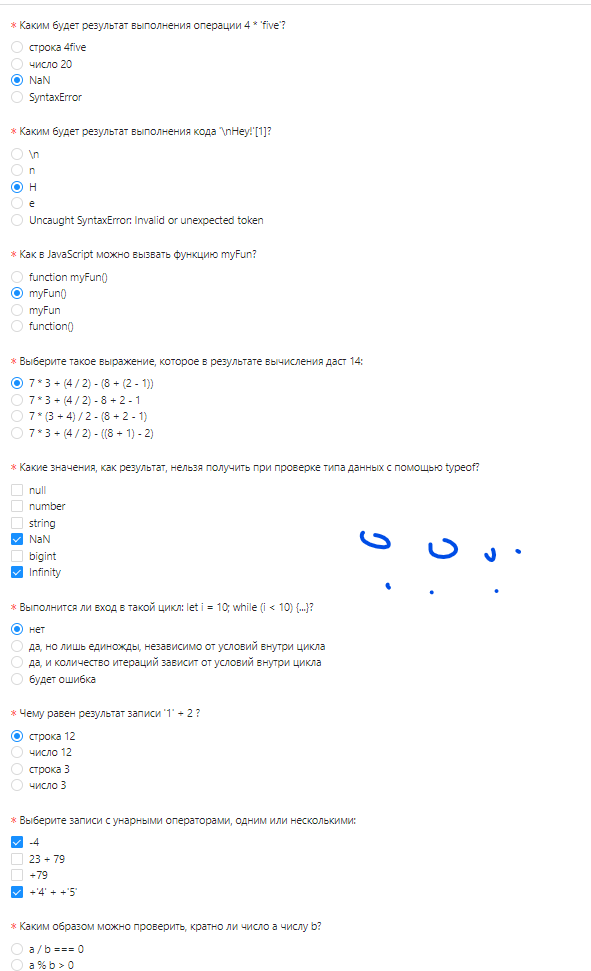 * Каким будет результат выполнения операции 4 * 'five'?
строка 4five
число 20
NaN
SyntaxError
* Каким будет результат выполнения кода '\nHey!'[1]?
\n
n
H
e
Uncaught SyntaxError: Invalid or unexpected token
* Как в JavaScript можно вызвать функцию myFun?
function myFun()
myFun()
myFun
function()
* Выберите такое выражение, которое в результате вычисления даст 14:
7 * 3 + (4 / 2) - (8 + (2 - 1))
7 * 3 + (4 / 2) - 8 + 2 - 1
7 * (3 + 4) / 2 - (8 + 2 - 1)
7 * 3 + (4 / 2) - ((8 + 1) - 2)
* Какие значения, как результат, нельзя получить при проверке типа данных с помощью typeof?
null
number
string
NaN
bigint
Infinity
* Выполнится ли вход в такой цикл: let i = 10; while (i < 10) {...}?
нет
да, но лишь единожды, независимо от условий внутри цикла
да, и количество итераций зависит от условий внутри цикла
будет ошибка
* Чему равен результат записи '1' + 2 ?
строка 12
число 12
строка 3
число 3
* Выберите записи с унарными операторами, одним или несколькими:
-4
23 + 79
+79
+'4' + +'5'
* Каким образом можно проверить, кратно ли число a числу b?
a / b === 0
a % b > 0